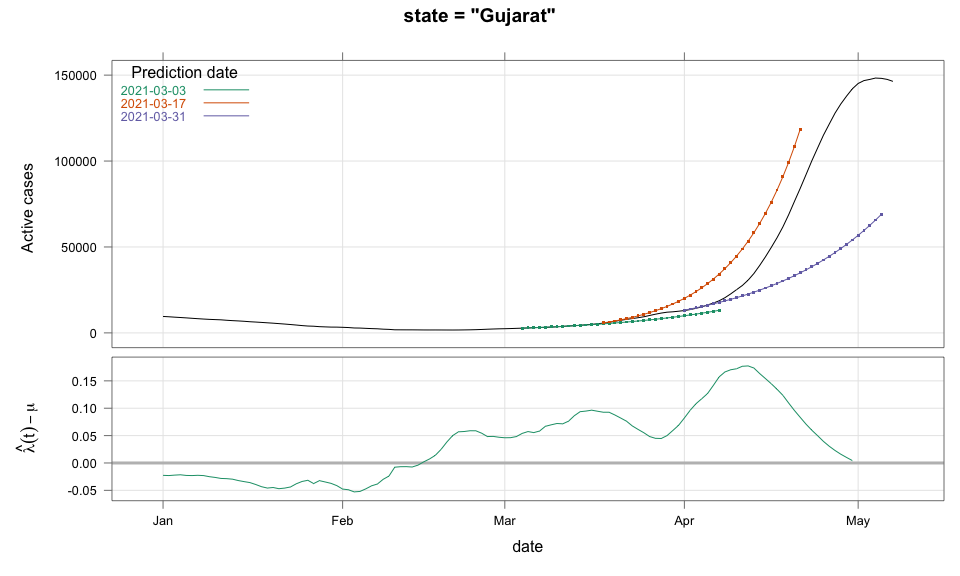 state = "Gujarat"
Prediction date
2021-03-03
2021-03-17
2021-03-31
Active cases
150000
100000
50000
0
λ̂(t) − μ
0.15
0.10
0.05
0.00
-0.05
Jan Feb Mar Apr May
date